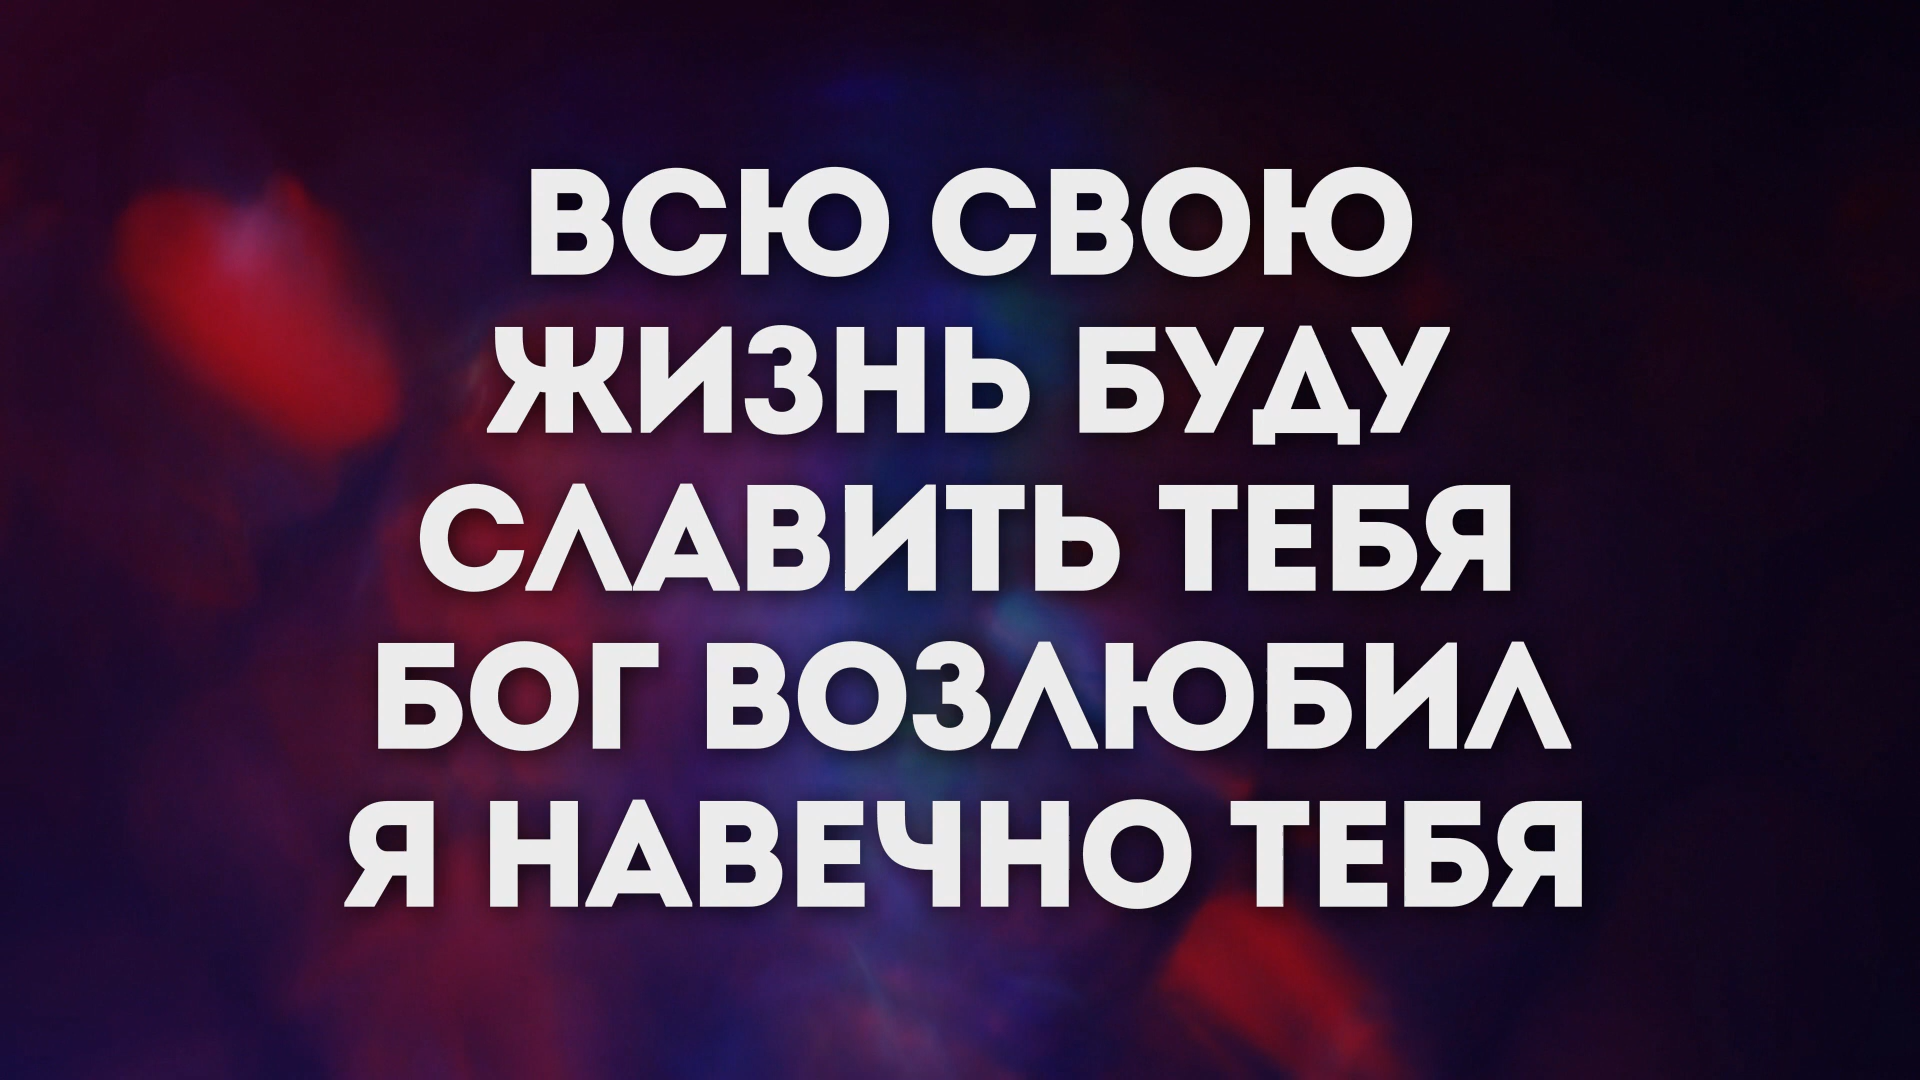 ВСЮ СВОЮ
ЖИЗНЬ БУДУ
СЛАВИТЬ ТЕБЯ
БОГ ВОЗЛЮБИЛ
Я НАВЕЧНО ТЕБЯ